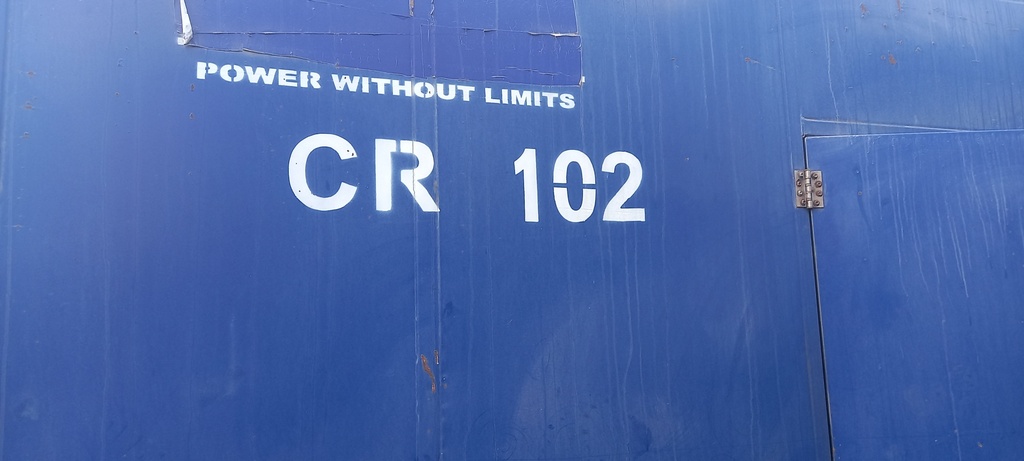 POWER WITHOUT LIMITS
CR 102